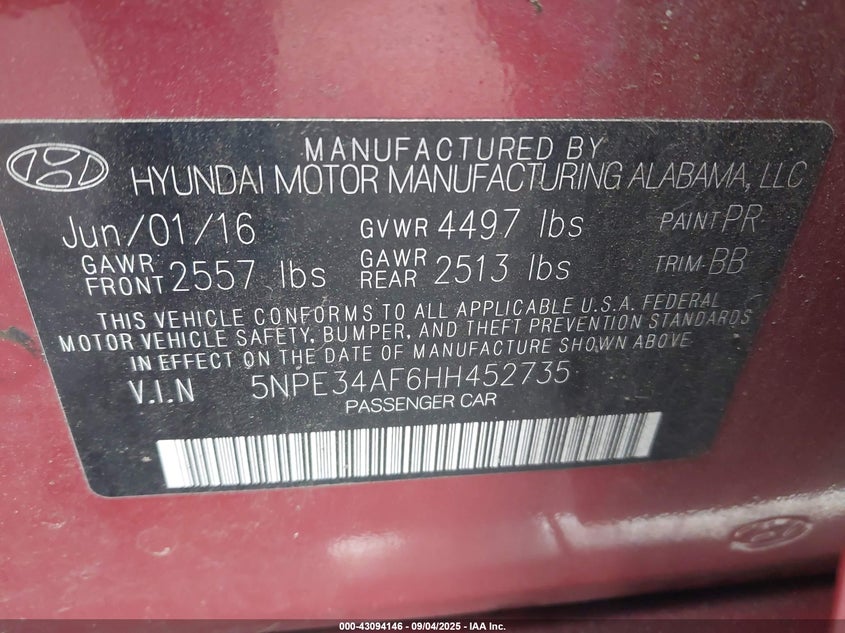 MANUFACTURED BY
HYUNDAI MOTOR MANUFACTURING ALABAMA, LLC
Jun/01/16 GVWR 4497 lbs PAINT PR
GAWR FRONT 2557 lbs GAWR REAR 2513 lbs TRIM BB
THIS VEHICLE CONFORMS TO ALL APPLICABLE U.S.A. FEDERAL
MOTOR VEHICLE SAFETY, BUMPER, AND THEFT PREVENTION STANDARDS
IN EFFECT ON THE DATE OF MANUFACTURE SHOWN ABOVE.
V.I.N 5NPE34AF6HH452735
PASSENGER CAR
000-43094146 - 09/04/2025 - IAA Inc.